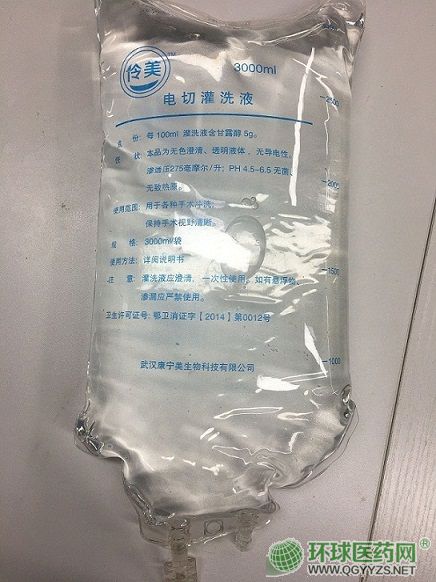 伶美™
3000ml
电切灌洗液
成 份：每100ml 灌洗液含甘露醇5g。
性 状：本品为无色澄清、透明液体，无导电性。
渗透压275毫摩尔/升；PH 4.5-6.5 无菌、
无致热原。
使用范围：用于各种手术冲洗，
保持手术视野清晰。
规 格：3000ml/袋
使用方法：详阅说明书
注 意：灌洗液应澄清，一次性使用。如有悬浮物、
渗漏应严禁使用。
卫生许可证号：鄂卫消证字【2014】第0012号
武汉康宁美生物科技有限公司
2500
2000
1500
1000
环球医药网®
WWW.QGYYZS.NET